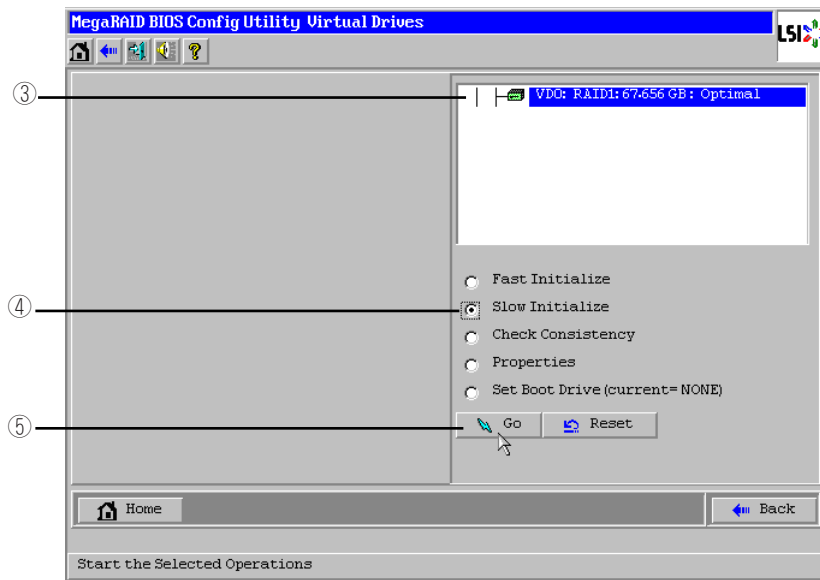 MegaRAID BIOS Config Utility Virtual Drives
LSI
③
VD0: RAID1: 67.656 GB: Optimal
Fast Initialize
④
Slow Initialize
Check Consistency
Properties
Set Boot Drive (current= NONE)
⑤
Go
Reset
Home
Back
Start the Selected Operations